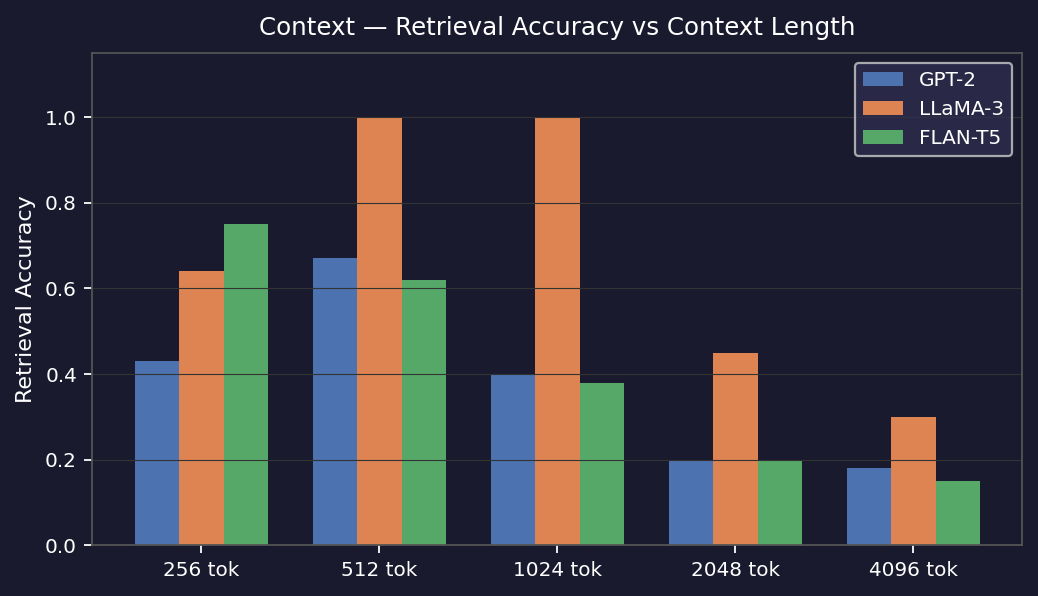 Context — Retrieval Accuracy vs Context Length
GPT-2
LLaMA-3
FLAN-T5
Retrieval Accuracy
1.0
0.8
0.6
0.4
0.2
0.0
256 tok
512 tok
1024 tok
2048 tok
4096 tok